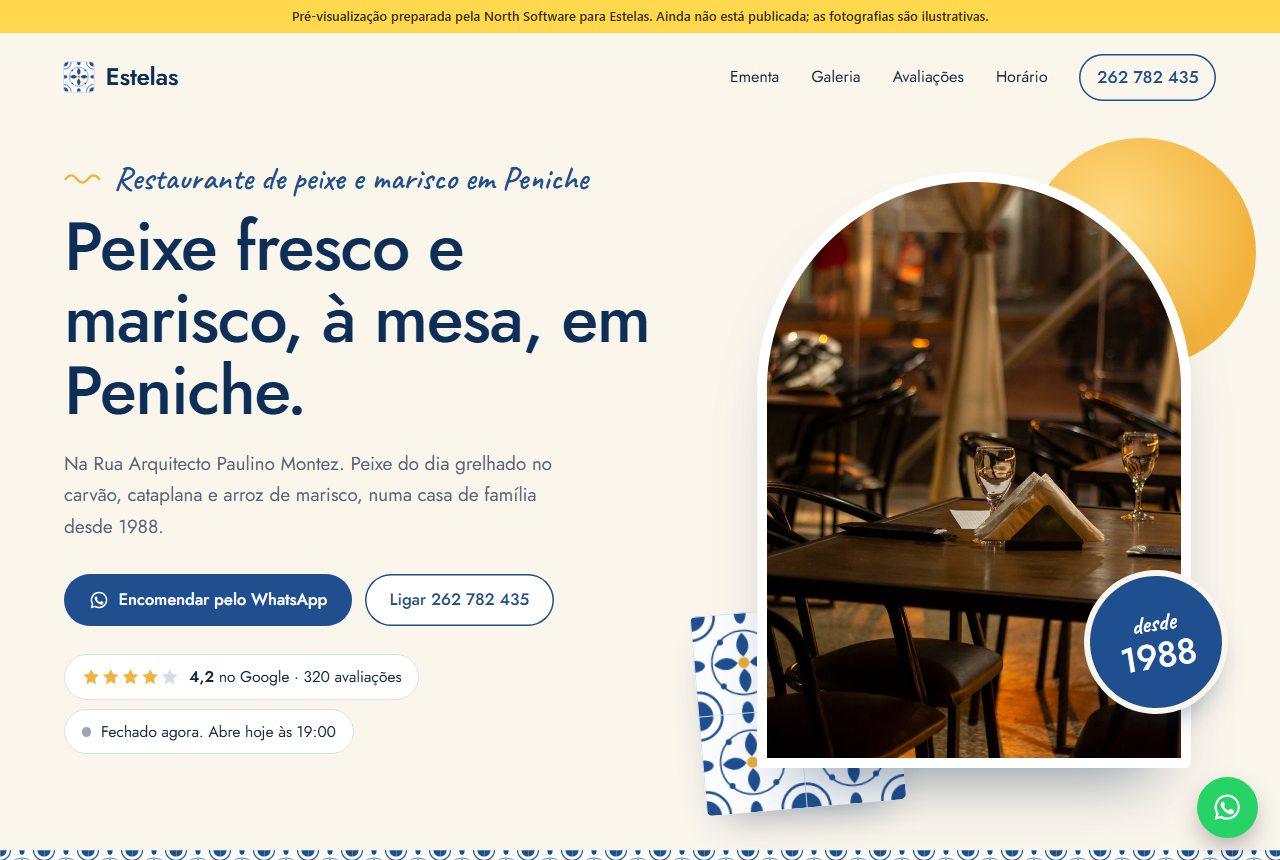 Pré-visualização preparada pela North Software para Estelas. Ainda não está publicada; as fotografias são ilustrativas.
Estelas
Ementa
Galeria
Avaliações
Horário
262 782 435
Restaurante de peixe e marisco em Peniche
Peixe fresco e
marisco, à mesa, em
Peniche.
Na Rua Arquitecto Paulino Montez. Peixe do dia grelhado no
carvão, cataplana e arroz de marisco, numa casa de família
desde 1988.
Encomendar pelo WhatsApp
Ligar 262 782 435
4,2 no Google · 320 avaliações
Fechado agora. Abre hoje às 19:00
desde
1988